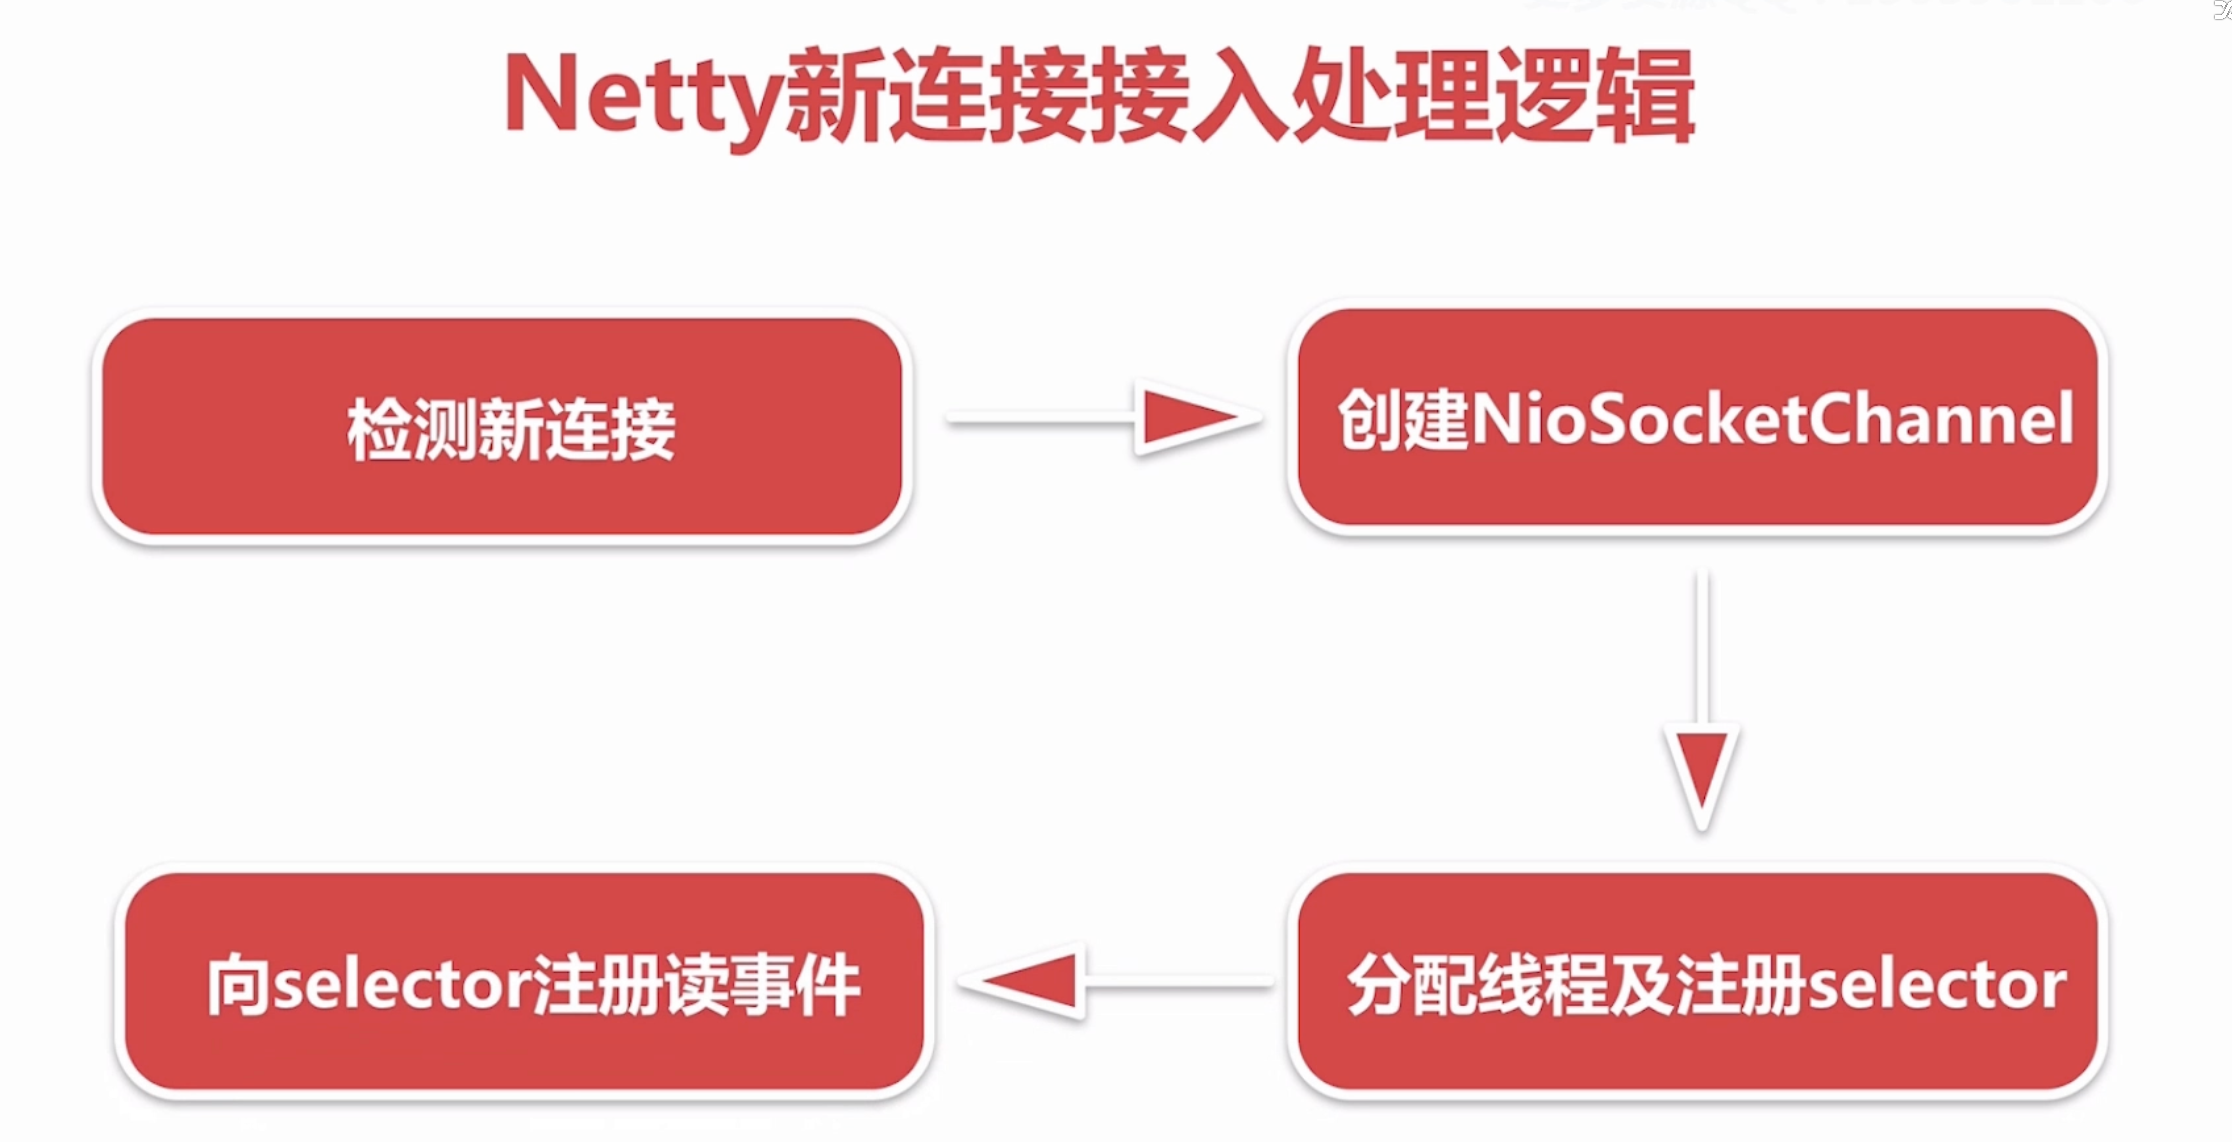 Netty新连接接入处理逻辑
检测新连接
创建NioSocketChannel
分配线程及注册selector
向selector注册读事件